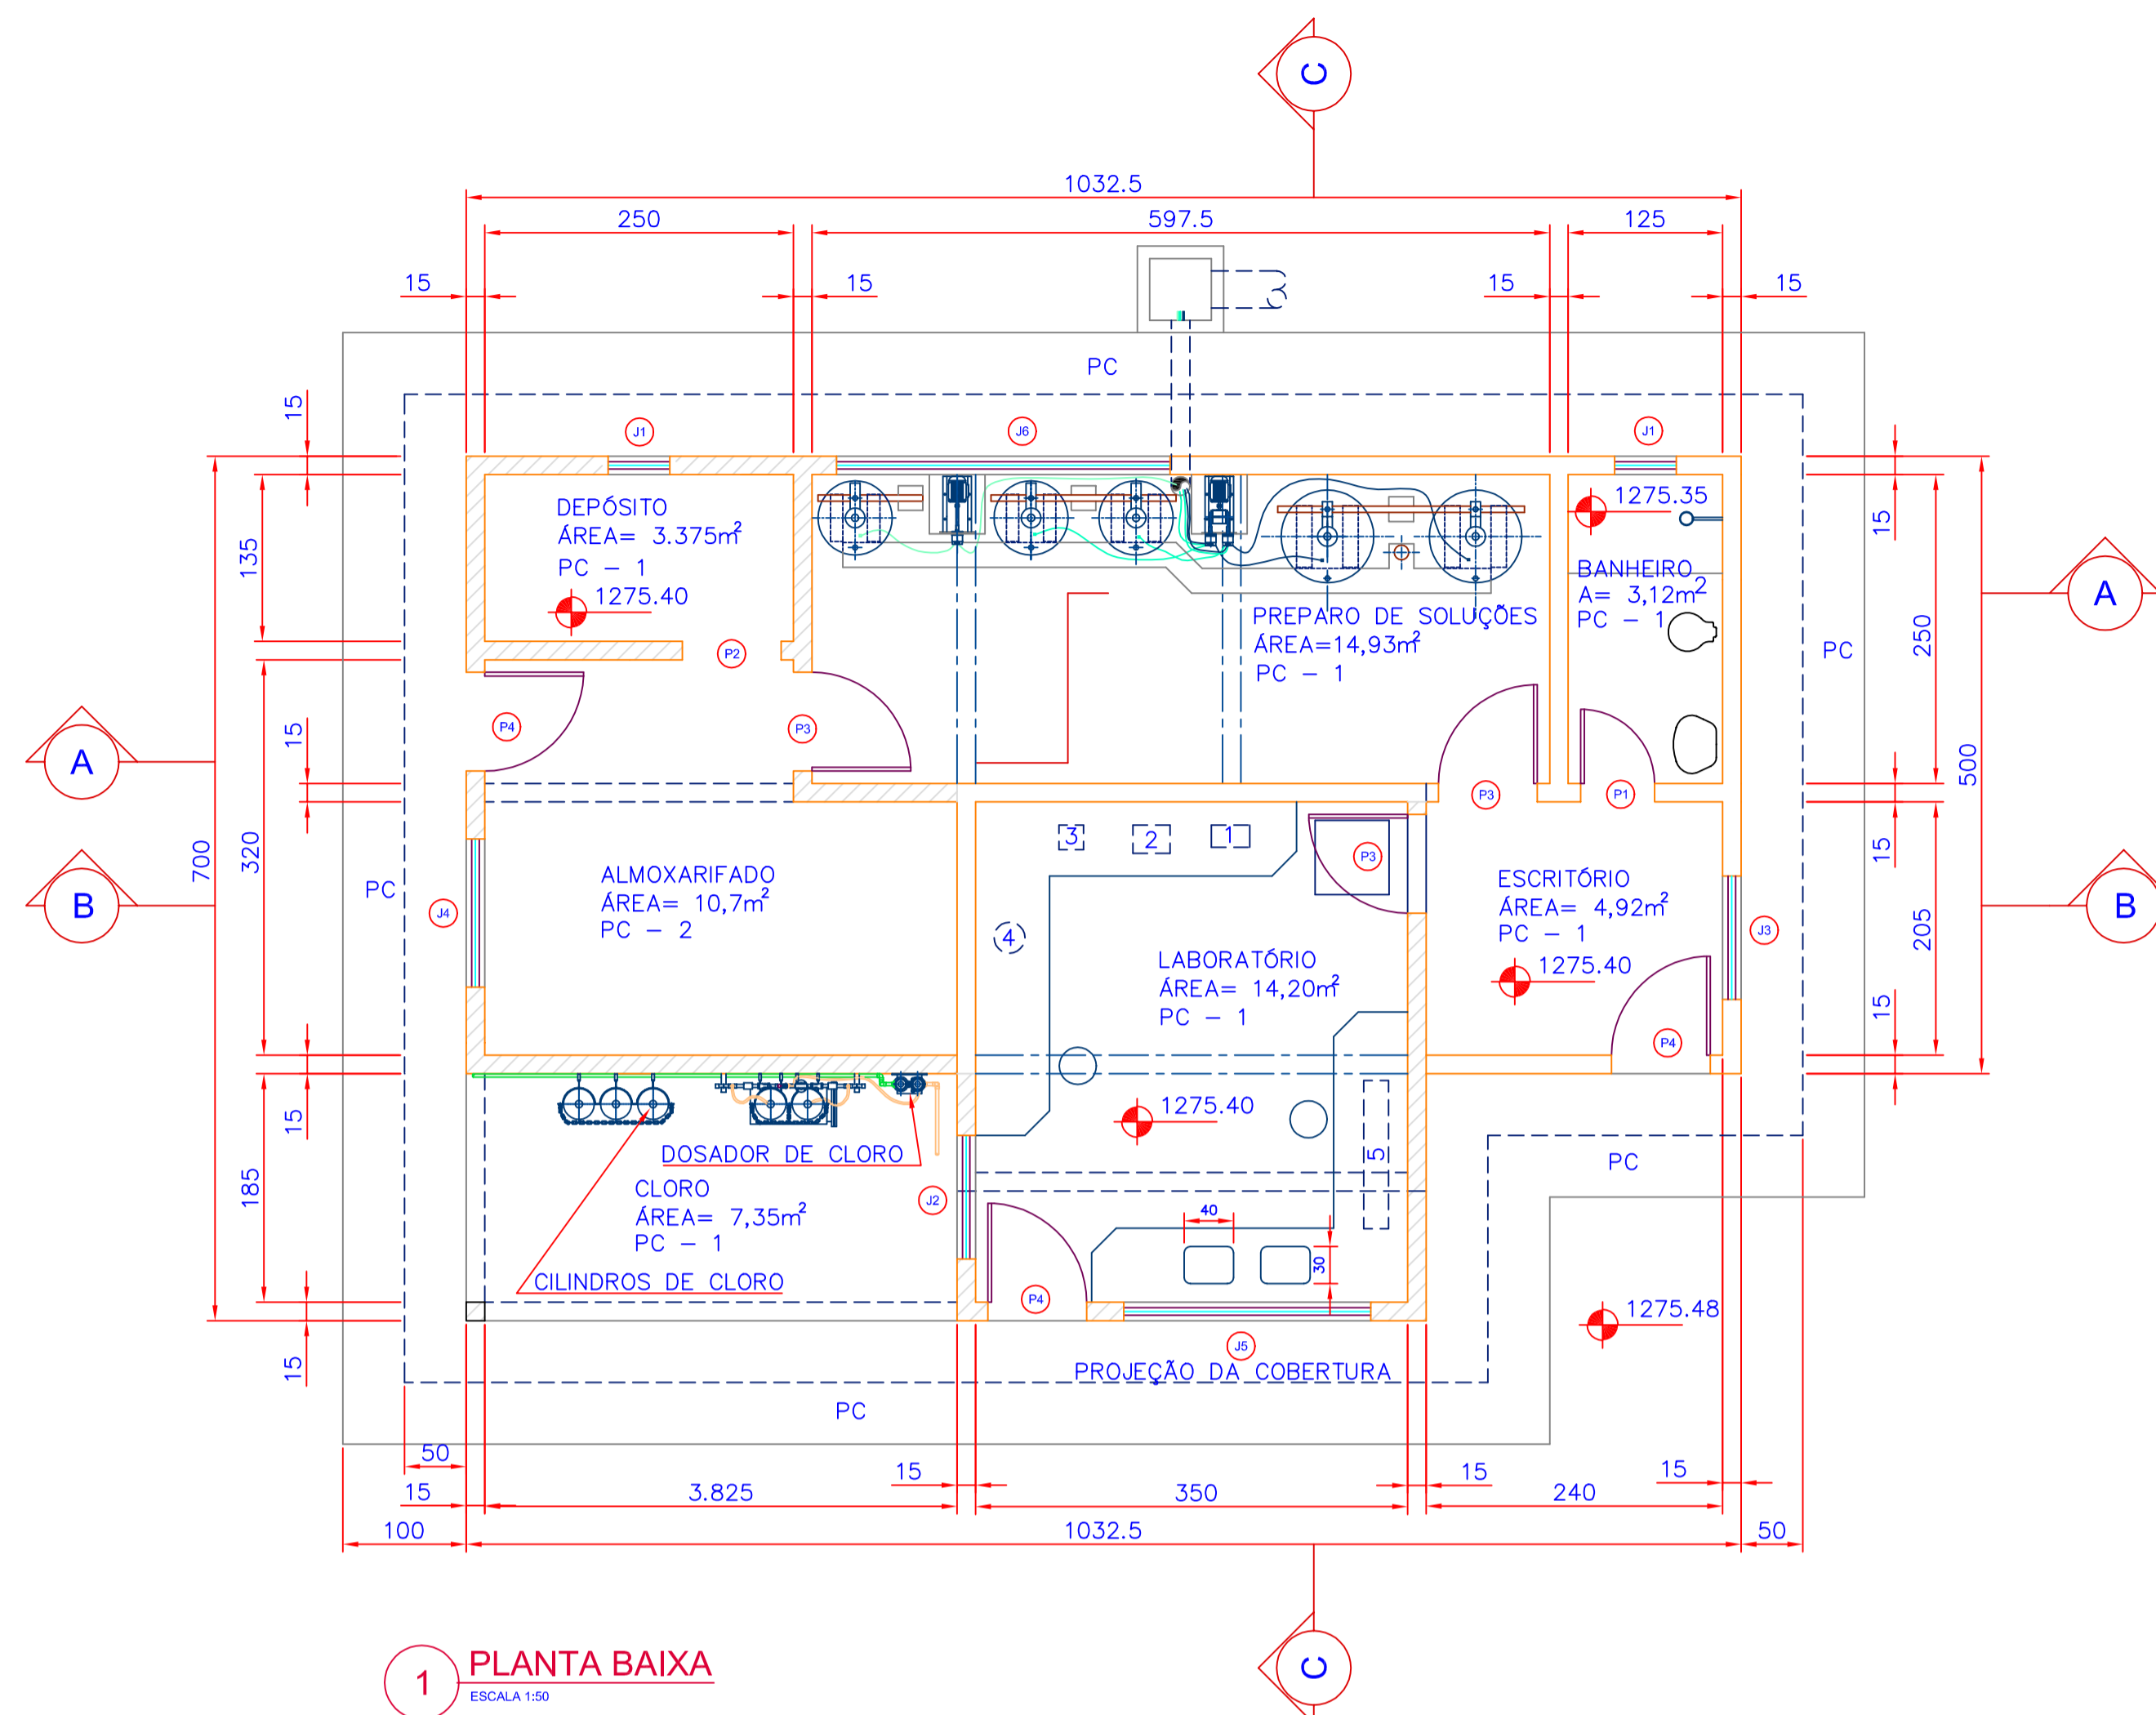 C
1032.5
250
597.5
125
15
15
15
15
PC
15
J1
J6
J1
15
DEPÓSITO
ÁREA= 3.375m²
PC - 1
1275.40
135
1275.35
BANHEIRO
A= 3,12m²
PC - 1
PREPARO DE SOLUÇÕES
ÁREA=14,93m²
PC - 1
A
250
PC
P2
P4
P3
15
A
P3
P1
500
15
700
320
3
2
1
P3
ALMOXARIFADO
ÁREA= 10,7m²
PC - 2
PC
J4
B
4
ESCRITÓRIO
ÁREA= 4,92m²
PC - 1
1275.40
J3
205
B
LABORATÓRIO
ÁREA= 14,20m²
PC - 1
15
P4
1275.40
15
DOSADOR DE CLORO
5
PC
185
CLORO
ÁREA= 7,35m²
PC - 1
J2
40
30
CILINDROS DE CLORO
P4
1275.48
J5
15
PROJEÇÃO DA COBERTURA
PC
50
15
3.825
15
350
15
240
15
100
1032.5
50
C
1
PLANTA BAIXA
ESCALA 1:50